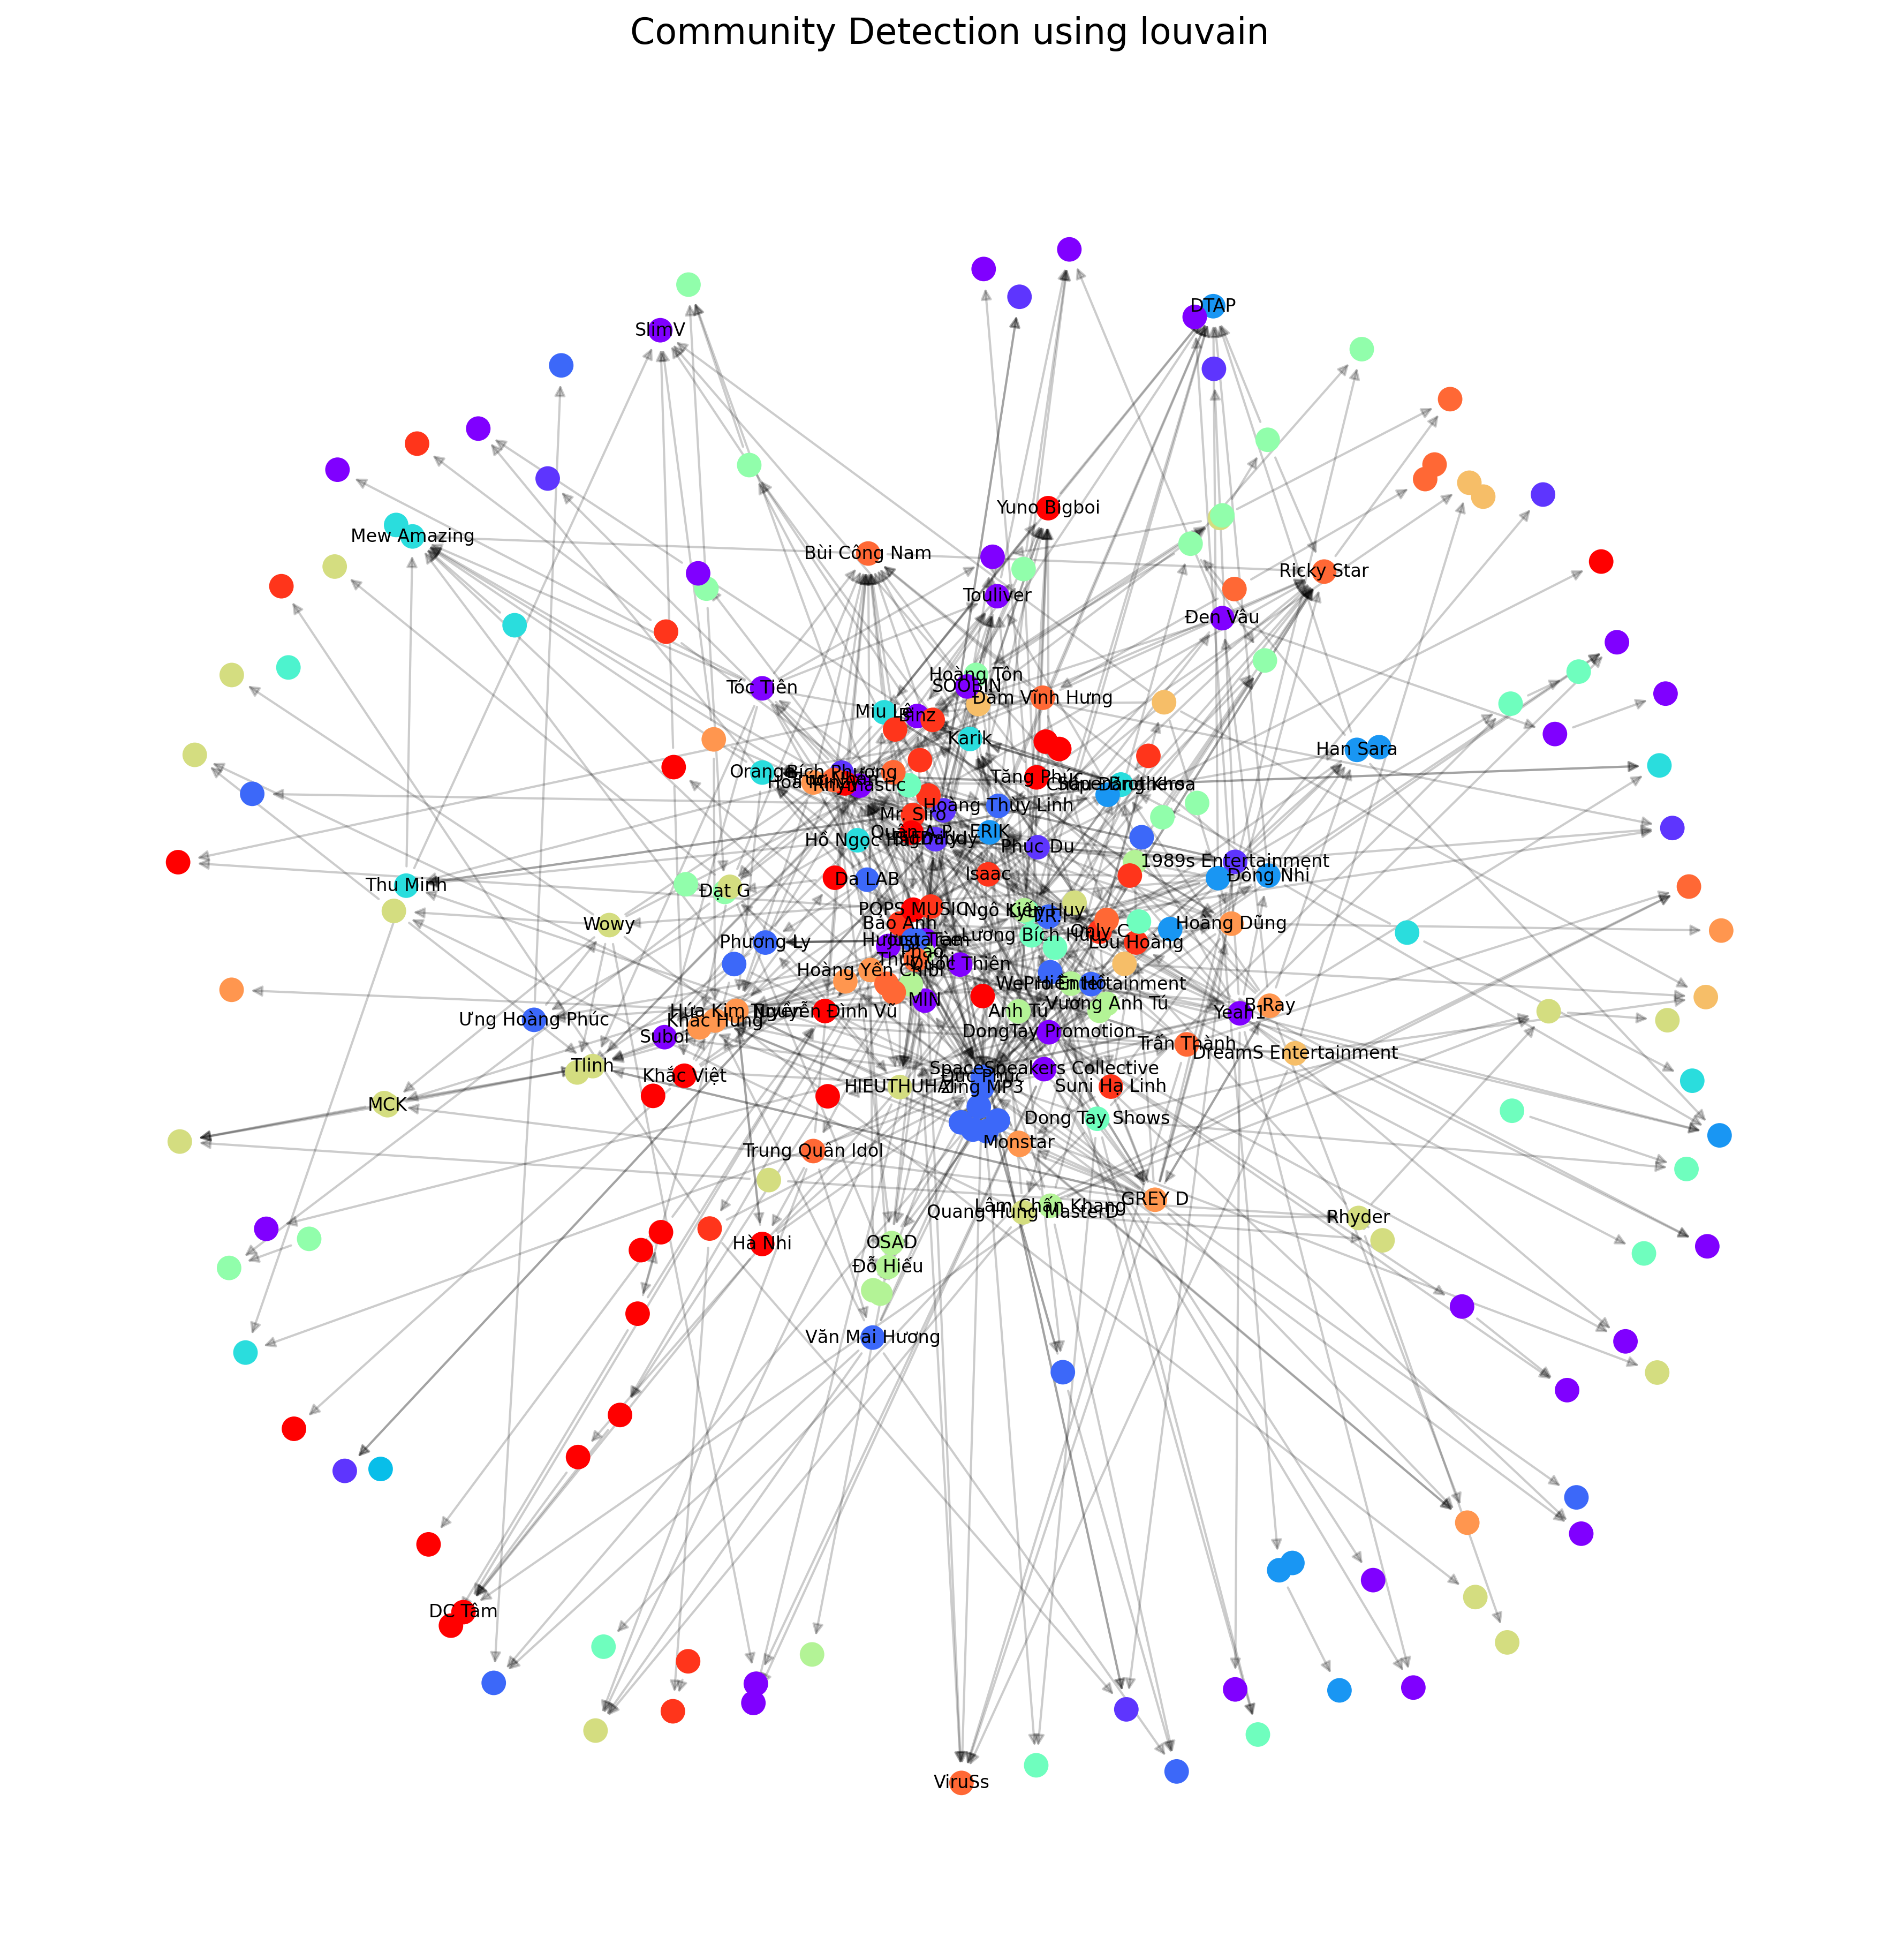 Community Detection using louvain
DTAP
SlimV
Yuno Bigboi
Mew Amazing
Bùi Công Nam
Ricky Star
Touliver
Đen Vâu
Hoàng Tôn
SOOBIN
Tóc Tiên
Đàm Vĩnh Hưng
Miu Lê
Binz
Karik
Han Sara
Orange
Bích Phương
Tăng Phúc
Rhymastic
Hoàng Thùy Linh
Mr. Siro
ERIK
Phúc Du
1989s Entertainment
Đông Nhi
Isaac
Da LAB
Thu Minh
Đạt G
POPS MUSIC
Bảo Anh
Wowy
Hoàng Dũng
Only C
Lou Hoàng
Lương Bích Hữu
Phương Ly
Quốc Thiên
Hoàng Yến Chibi
MIN
Anh Tú
Vương Anh Tú
B Ray
Yeah1
Ưng Hoàng Phúc
Nguyễn Đình Vũ
Khắc Hưng
Suboi
DongTay Promotion
Trấn Thành
DreamS Entertainment
Tlinh
SpaceSpeakers Collective
Khắc Việt
Zing MP3
Suni Hạ Linh
MCK
Dong Tay Shows
Monstar
Trung Quân Idol
GREY D
Lâm Chấn Khang
Quang Hùng MasterD
Rhyder
OSAD
Hà Nhi
Đỗ Hiếu
Văn Mai Hương
DC Tâm
ViruSs